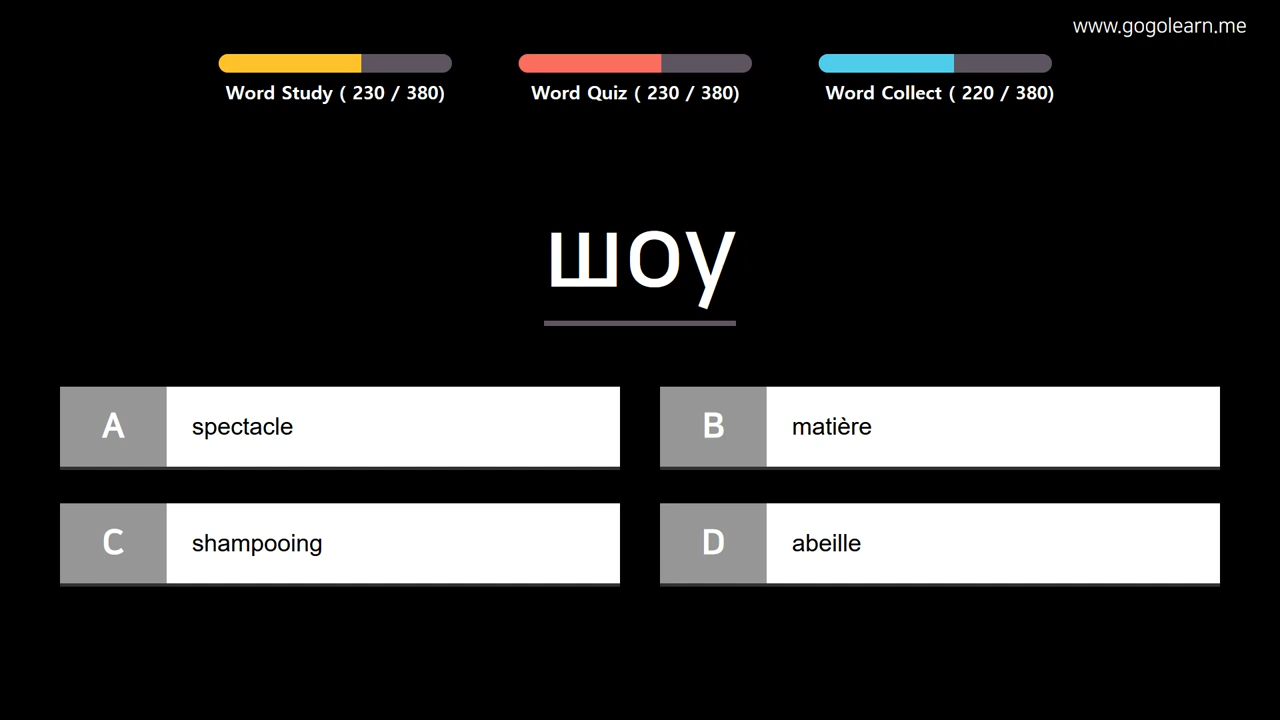 www.gogolearn.me
Word Study ( 230 / 380)
Word Quiz ( 230 / 380)
Word Collect ( 220 / 380)
шоу
A spectacle
B matière
C shampooing
D abeille